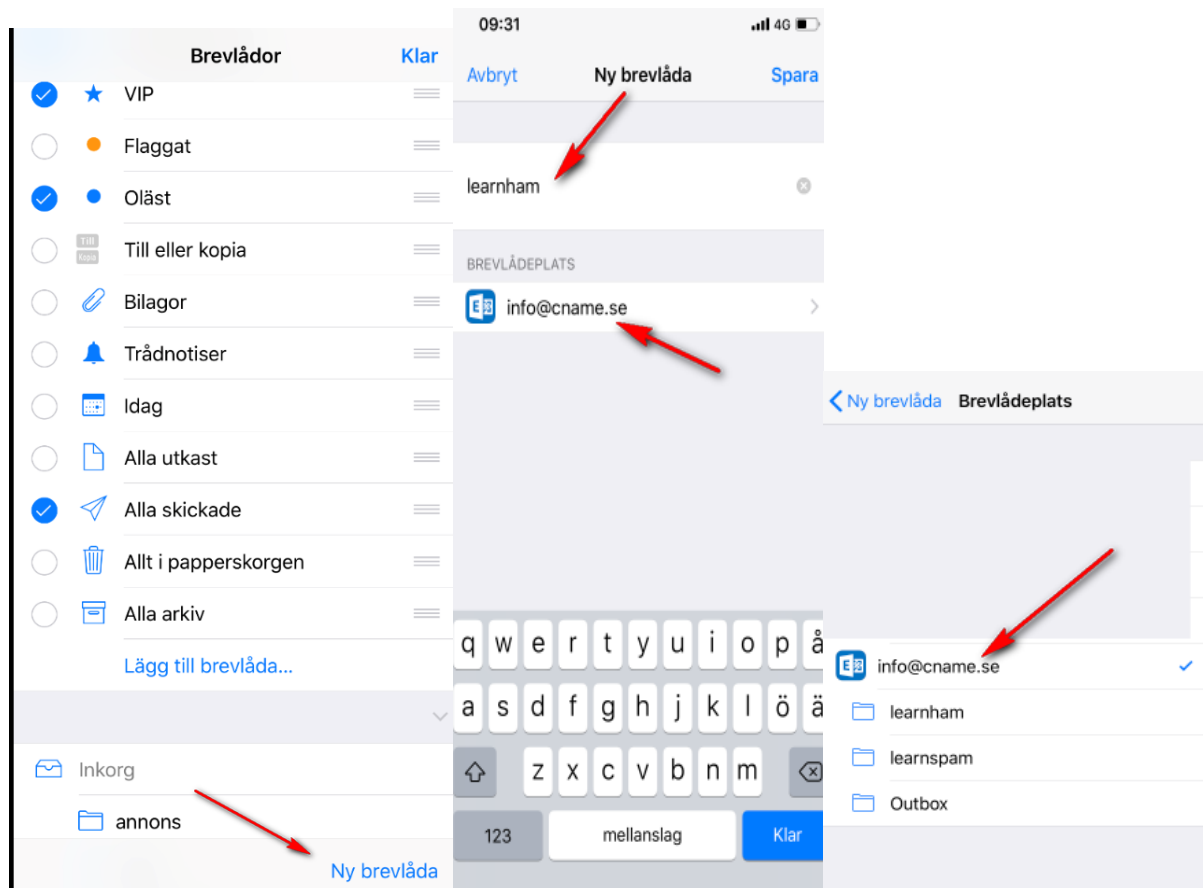 Brevlådor Klar
VIP
Flaggat
Oläst
Till
Kopia
Till eller kopia
Bilagor
Trådnotiser
Idag
Alla utkast
Alla skickade
Allt i papperskorgen
Alla arkiv
Lägg till brevlåda...
Inkorg
annons
Ny brevlåda
09:31 4G
Avbryt Ny brevlåda Spara
learnham
BREVLÅDEPLATS
E info@cname.se
q w e r t y u i o p å
a s d f g h j k l ö ä
z x c v b n m
123 mellanslag Klar
Ny brevlåda Brevlådeplats
E info@cname.se
learnham
learnspam
Outbox